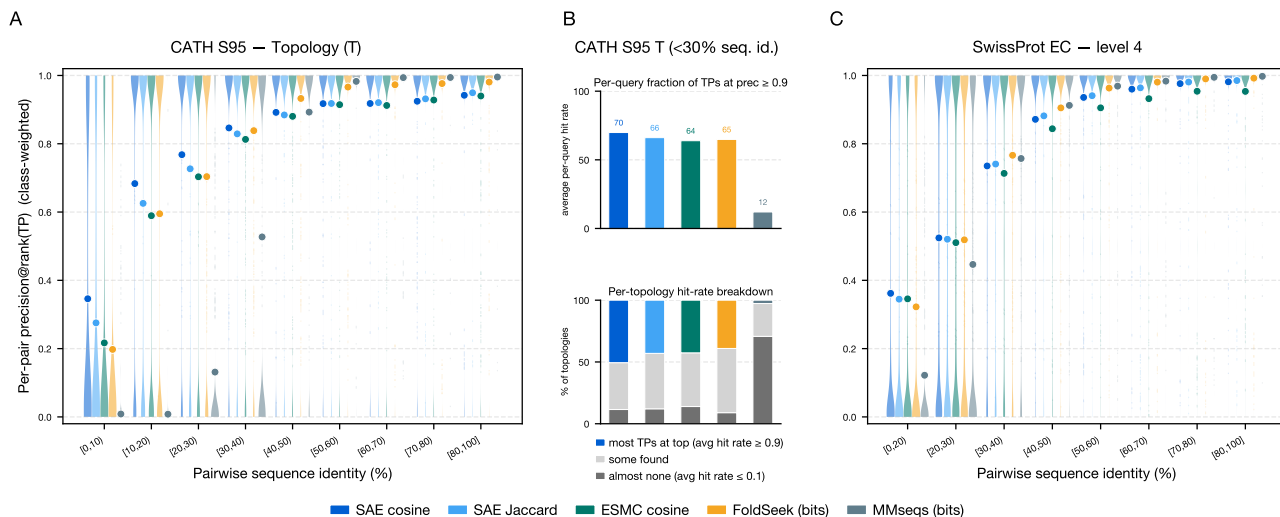 A
CATH S95 — Topology (T)
Per-pair precision@rank(TP) (class-weighted)
1.0
0.8
0.6
0.4
0.2
0.0
[0,10)
[10,20)
[20,30)
[30,40)
[40,50)
[50,60)
[60,70)
[70,80)
[80,100]
Pairwise sequence identity (%)
B
CATH S95 T (<30% seq. id.)
Per-query fraction of TPs at prec ≥ 0.9
average per-query hit rate
100
50
0
70
66
64
65
12
Per-topology hit-rate breakdown
% of topologies
100
50
0
most TPs at top (avg hit rate ≥ 0.9)
some found
almost none (avg hit rate ≤ 0.1)
C
SwissProt EC — level 4
1.0
0.8
0.6
0.4
0.2
0.0
[0,20)
[20,30)
[30,40)
[40,50)
[50,60)
[60,70)
[70,80)
[80,100]
Pairwise sequence identity (%)
SAE cosine
SAE Jaccard
ESMC cosine
FoldSeek (bits)
MMseqs (bits)